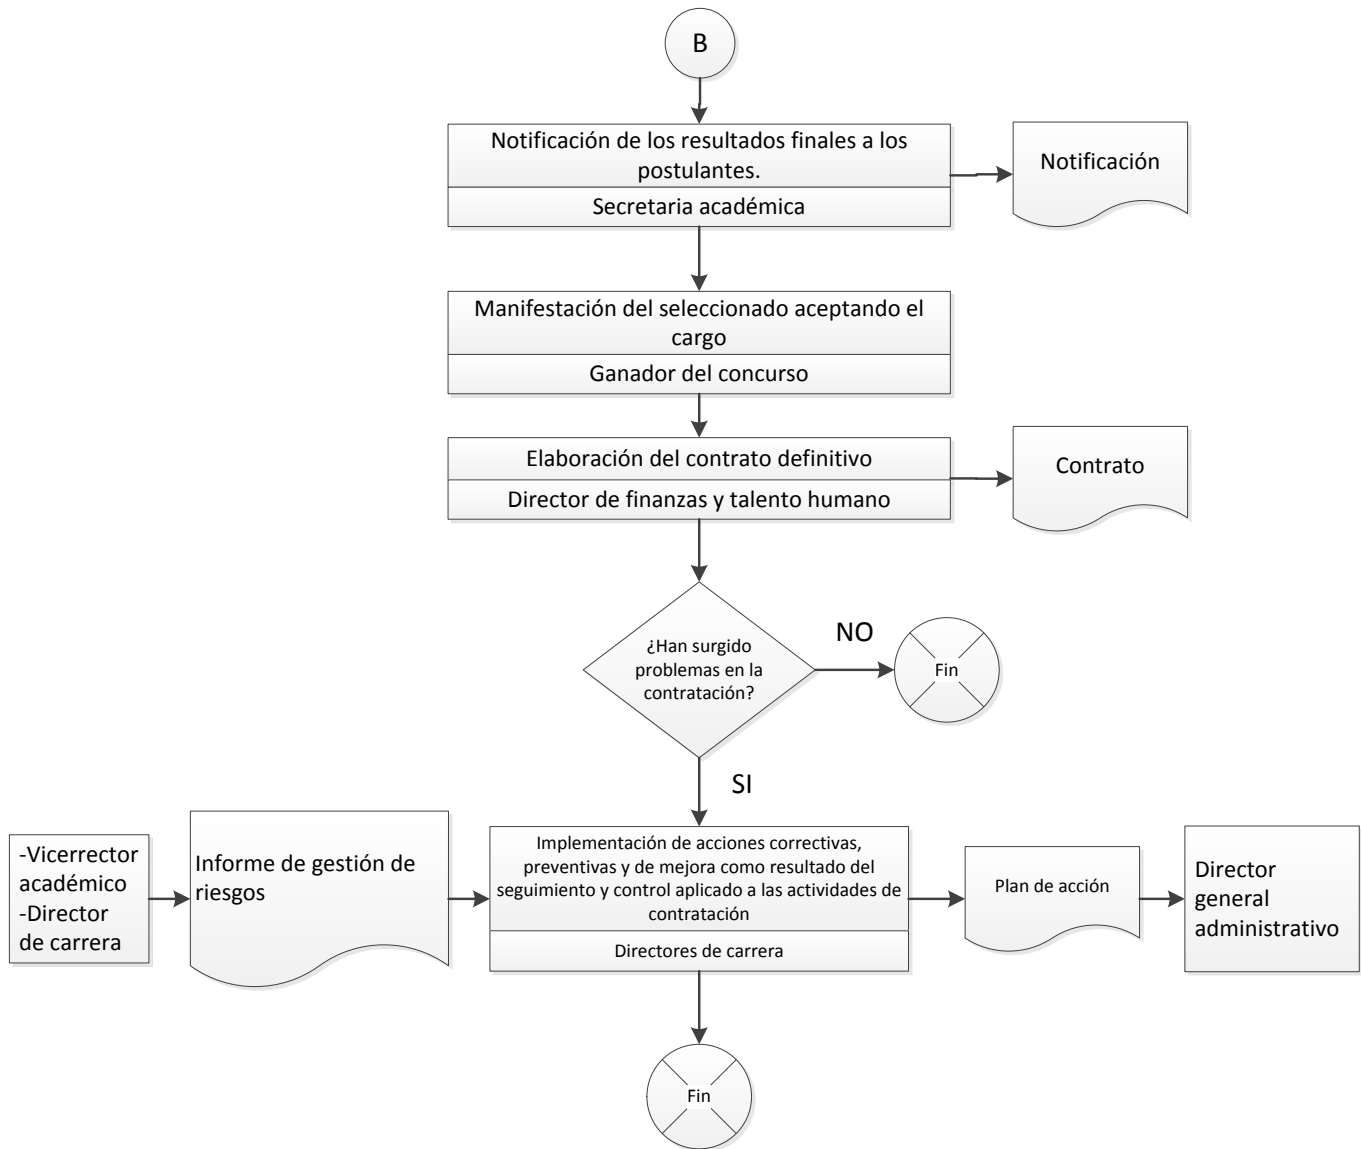 B
Notificación de los resultados finales a los
postulantes.
Secretaria académica
Notificación
Manifestación del seleccionado aceptando el
cargo
Ganador del concurso
Elaboración del contrato definitivo
Director de finanzas y talento humano
Contrato
¿Han surgido
problemas en la
contratación?
NO
Fin
SI
-Vicerrector
académico
-Director
de carrera
Informe de gestión de
riesgos
Implementación de acciones correctivas,
preventivas y de mejora como resultado del
seguimiento y control aplicado a las actividades de
contratación
Directores de carrera
Plan de acción
Director
general
administrativo
Fin